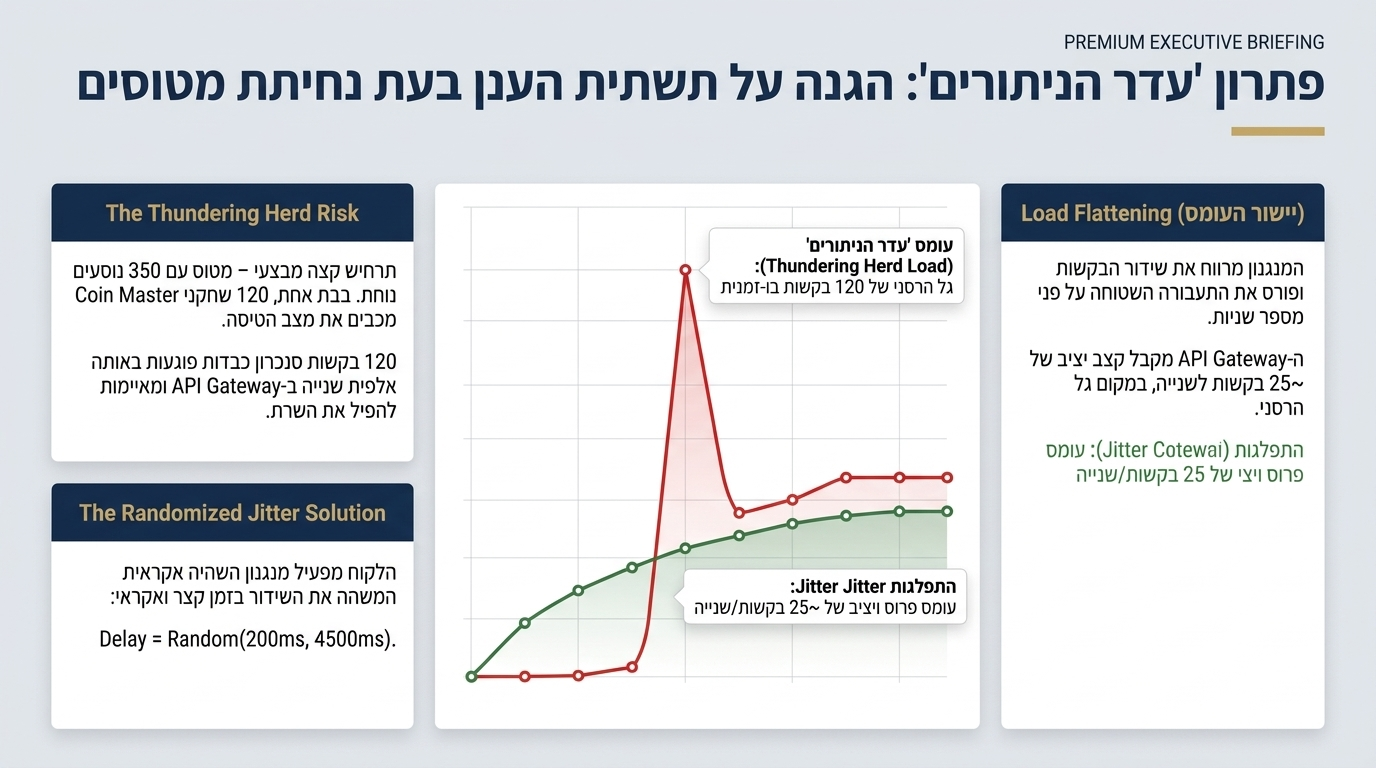 PREMIUM EXECUTIVE BRIEFING
פתרון 'עדר הניתורים': הגנה על תשתית הענן בעת נחיתת מטוסים
Load Flattening (יישור העומס)
המנגנון מרווח את שידור הבקשות
ופורס את התעבורה השטוחה על פני
מספר שניות.
ה-API Gateway מקבל קצב יציב של
~25 בקשות לשנייה, במקום גל
הרסני.
התפלגות (Jitter Cotewai): עומס
פרוס ויצי של 25 בקשות/שנייה
עומס 'עדר הניתורים'
(Thundering Herd Load):
גל הרסני של 120 בקשות בו-זמנית
התפלגות Jitter Jitter:
עומס פרוס ויציב של ~25 בקשות/שנייה
The Thundering Herd Risk
תרחיש קצה מבצעי – מטוס עם 350 נוסעים
נוחת. בבת אחת, 120 שחקני Coin Master
מכבים את מצב הטיסה.
120 בקשות סנכרון כבדות פוגעות באותה
אלפית שנייה ב-API Gateway ומאיימות
להפיל את השרת.
The Randomized Jitter Solution
הלקוח מפעיל מנגנון השהיה אקראית
המשהה את השידור בזמן קצר ואקראי:
Delay = Random(200ms, 4500ms).